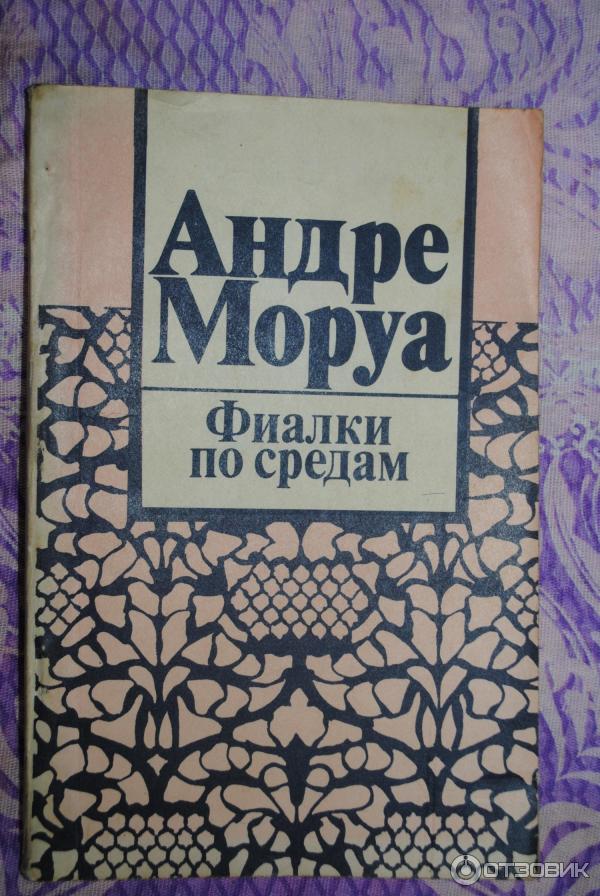 Андре
Моруа
Фиалки
по средам
ОТЗОВИК